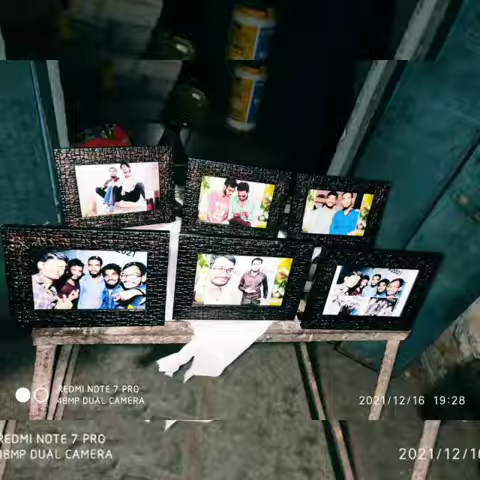 REDMI NOTE 7 PRO
48MP DUAL CAMERA
2021/12/16 19:28
REDMI NOTE 7 PRO
48MP DUAL CAMERA
2021/12/1